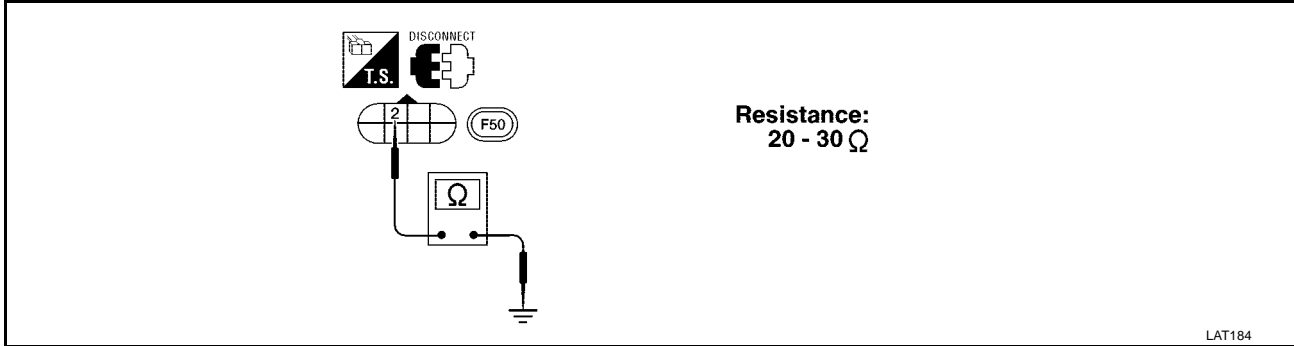 DISCONNECT
T.S.
2
F50
Ω
Resistance:
20 - 30 Ω
LAT184